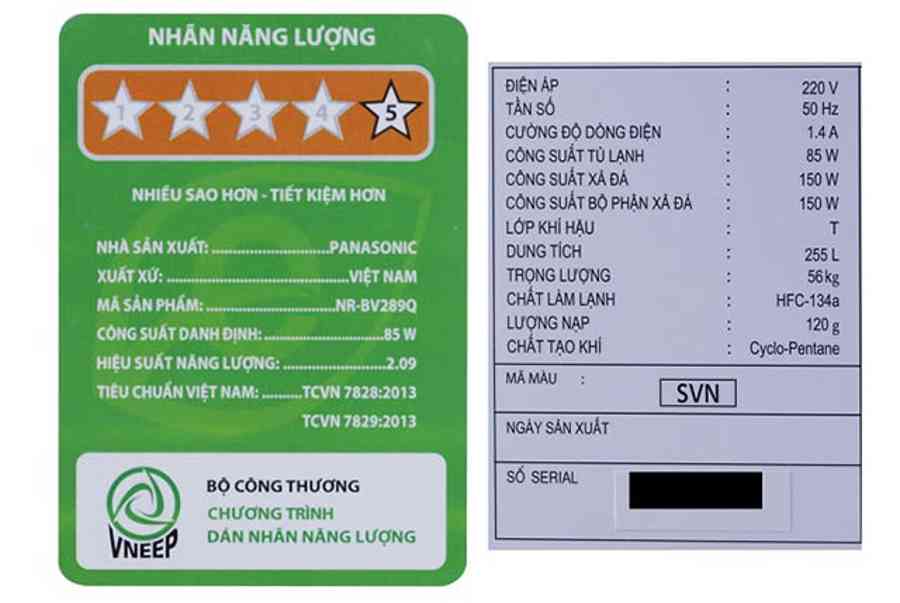 NHÃN NĂNG LƯỢNG
1 2 3 4 5
NHIỀU SAO HƠN - TIẾT KIỆM HƠN
NHÀ SẢN XUẤT: ........................PANASONIC
XUẤT XỨ: .....................................VIỆT NAM
MÃ SẢN PHẨM: .......................NR-BV289Q
CÔNG SUẤT DANH ĐỊNH: ........................85 W
HIỆU SUẤT NĂNG LƯỢNG: .....................2.09
TIÊU CHUẨN VIỆT NAM: ..........TCVN 7828:2013
TCVN 7829:2013
VNEEP
BỘ CÔNG THƯƠNG
CHƯƠNG TRÌNH
DÁN NHÃN NĂNG LƯỢNG
ĐIỆN ÁP : 220 V
TẦN SỐ : 50 Hz
CƯỜNG ĐỘ DÒNG ĐIỆN : 1.4 A
CÔNG SUẤT TỦ LẠNH : 85 W
CÔNG SUẤT XẢ ĐÁ : 150 W
CÔNG SUẤT BỘ PHẬN XẢ ĐÁ : 150 W
LỚP KHÍ HẬU : T
DUNG TÍCH : 255 L
TRỌNG LƯỢNG : 56 kg
CHẤT LÀM LẠNH : HFC-134a
LƯỢNG NẠP : 120 g
CHẤT TẠO KHÍ : Cyclo-Pentane
MÃ MÀU : SVN
NGÀY SẢN XUẤT
SỐ SERIAL